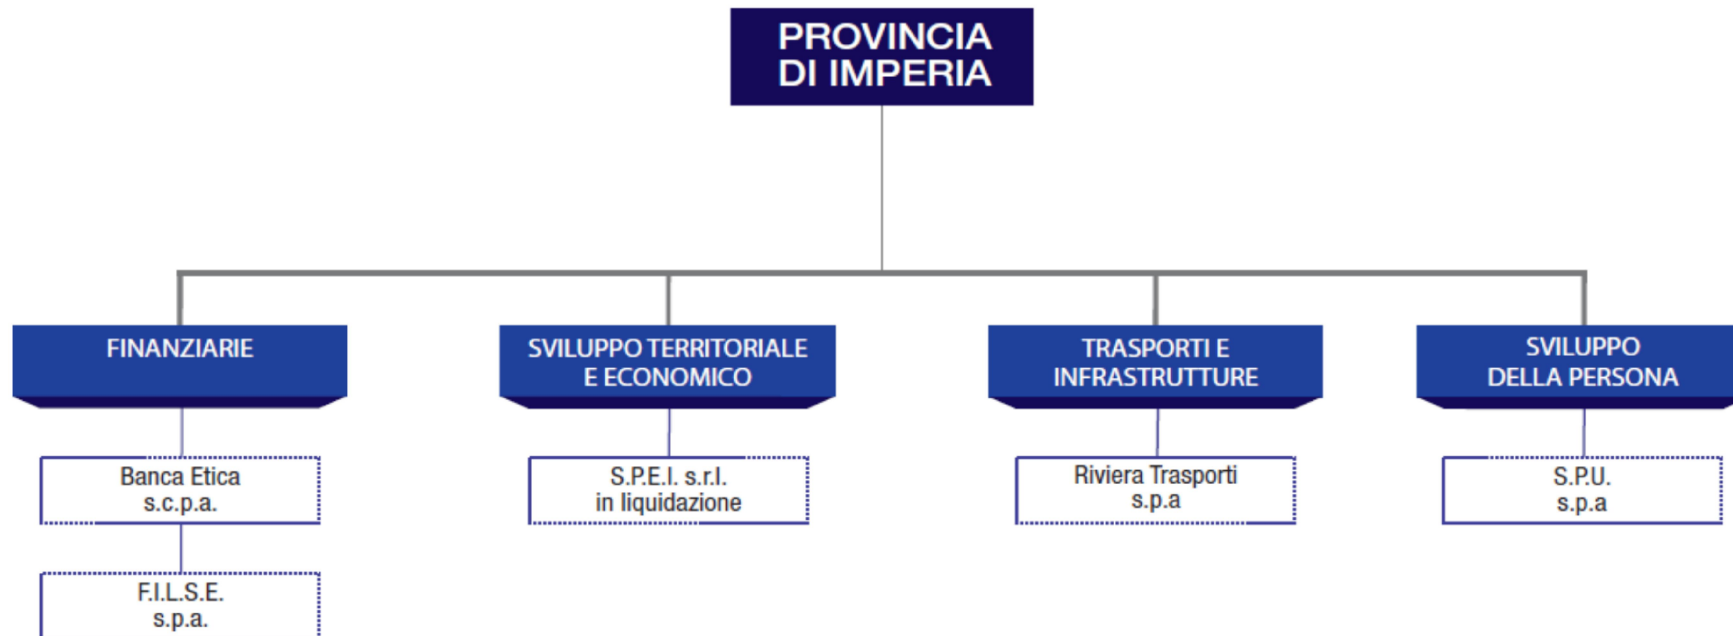 PROVINCIA
DI IMPERIA
FINANZIARIE
SVILUPPO TERRITORIALE
E ECONOMICO
TRASPORTI E
INFRASTRUTTURE
SVILUPPO
DELLA PERSONA
Banca Etica
s.c.p.a.
S.P.E.I. s.r.l.
in liquidazione
Riviera Trasporti
s.p.a
S.P.U.
s.p.a
F.I.L.S.E.
s.p.a.